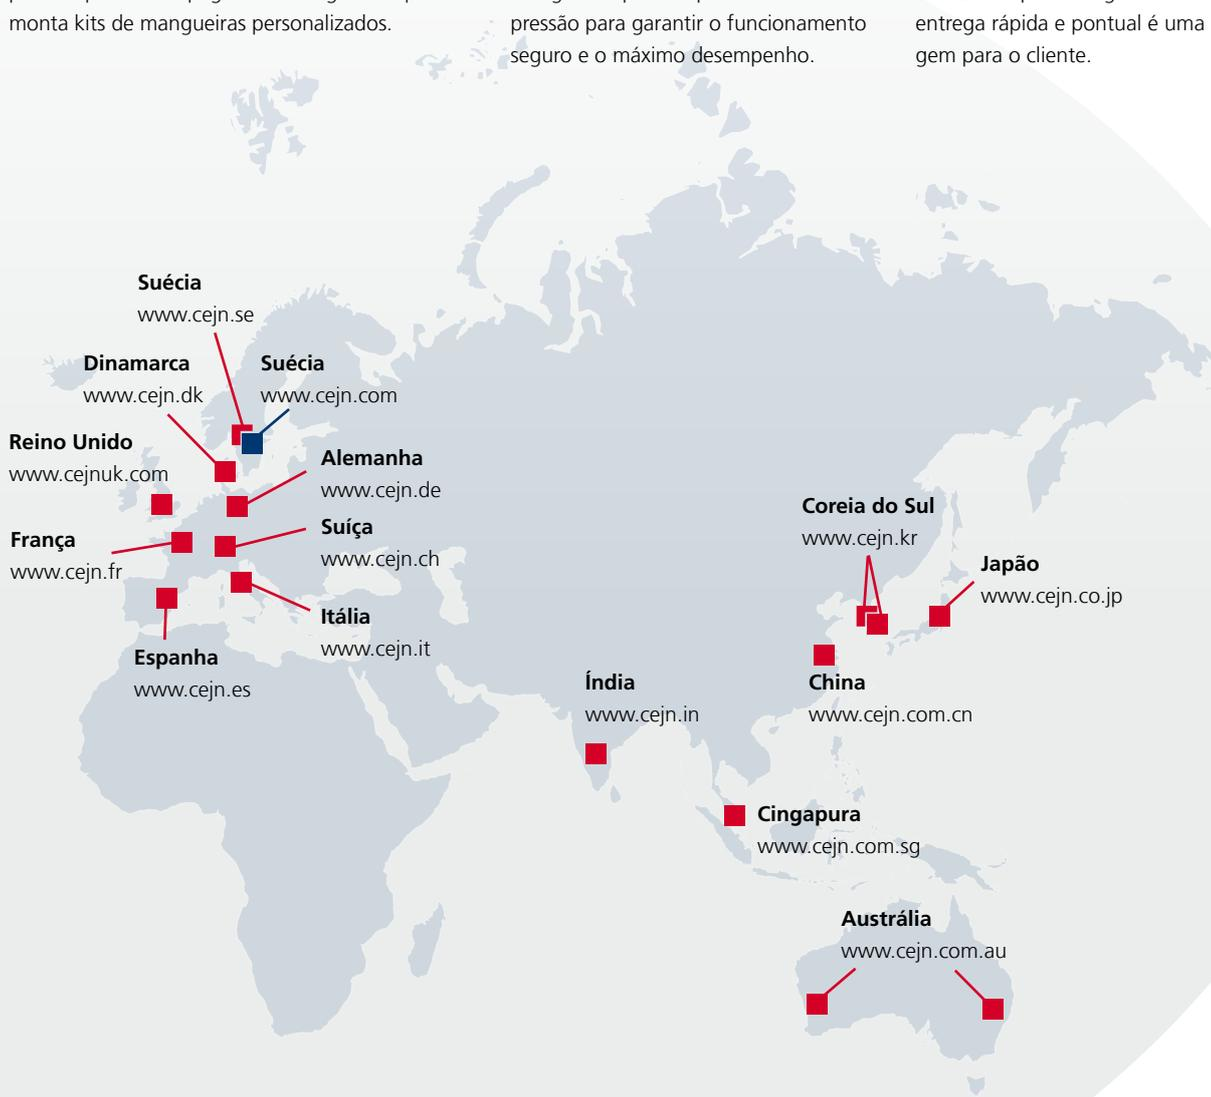 monta kits de mangueiras personalizados.
pressão para garantir o funcionamento
seguro e o máximo desempenho.
entrega rápida e pontual é uma
gem para o cliente.
Suécia
www.cejn.se
Dinamarca
www.cejn.dk
Suécia
www.cejn.com
Reino Unido
www.cejnuk.com
Alemanha
www.cejn.de
França
www.cejn.fr
Suíça
www.cejn.ch
Itália
www.cejn.it
Espanha
www.cejn.es
Coreia do Sul
www.cejn.kr
Japão
www.cejn.co.jp
Índia
www.cejn.in
China
www.cejn.com.cn
Cingapura
www.cejn.com.sg
Austrália
www.cejn.com.au